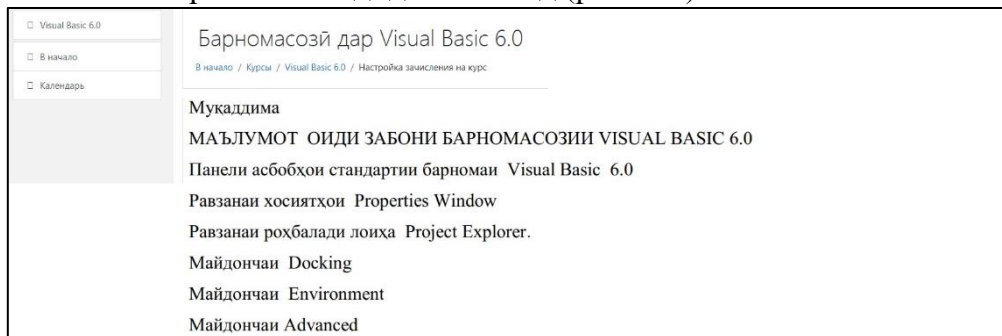 Visual Basic 6.0
В начало
Календарь
Барномасозӣ дар Visual Basic 6.0
В начало / Курсы / Visual Basic 6.0 / Настройка зачисления на курс
Муқаддима
МАЪЛУМОТ ОИДИ ЗАБОНИ БАРНОМАСОЗИИ VISUAL BASIC 6.0
Панели асбобҳои стандартии барномаи Visual Basic 6.0
Равзанаи хосиятҳои Properties Window
Равзанаи роҳбалади лоиҳа Project Explorer.
Майдончаи Docking
Майдончаи Environment
Майдончаи Advanced